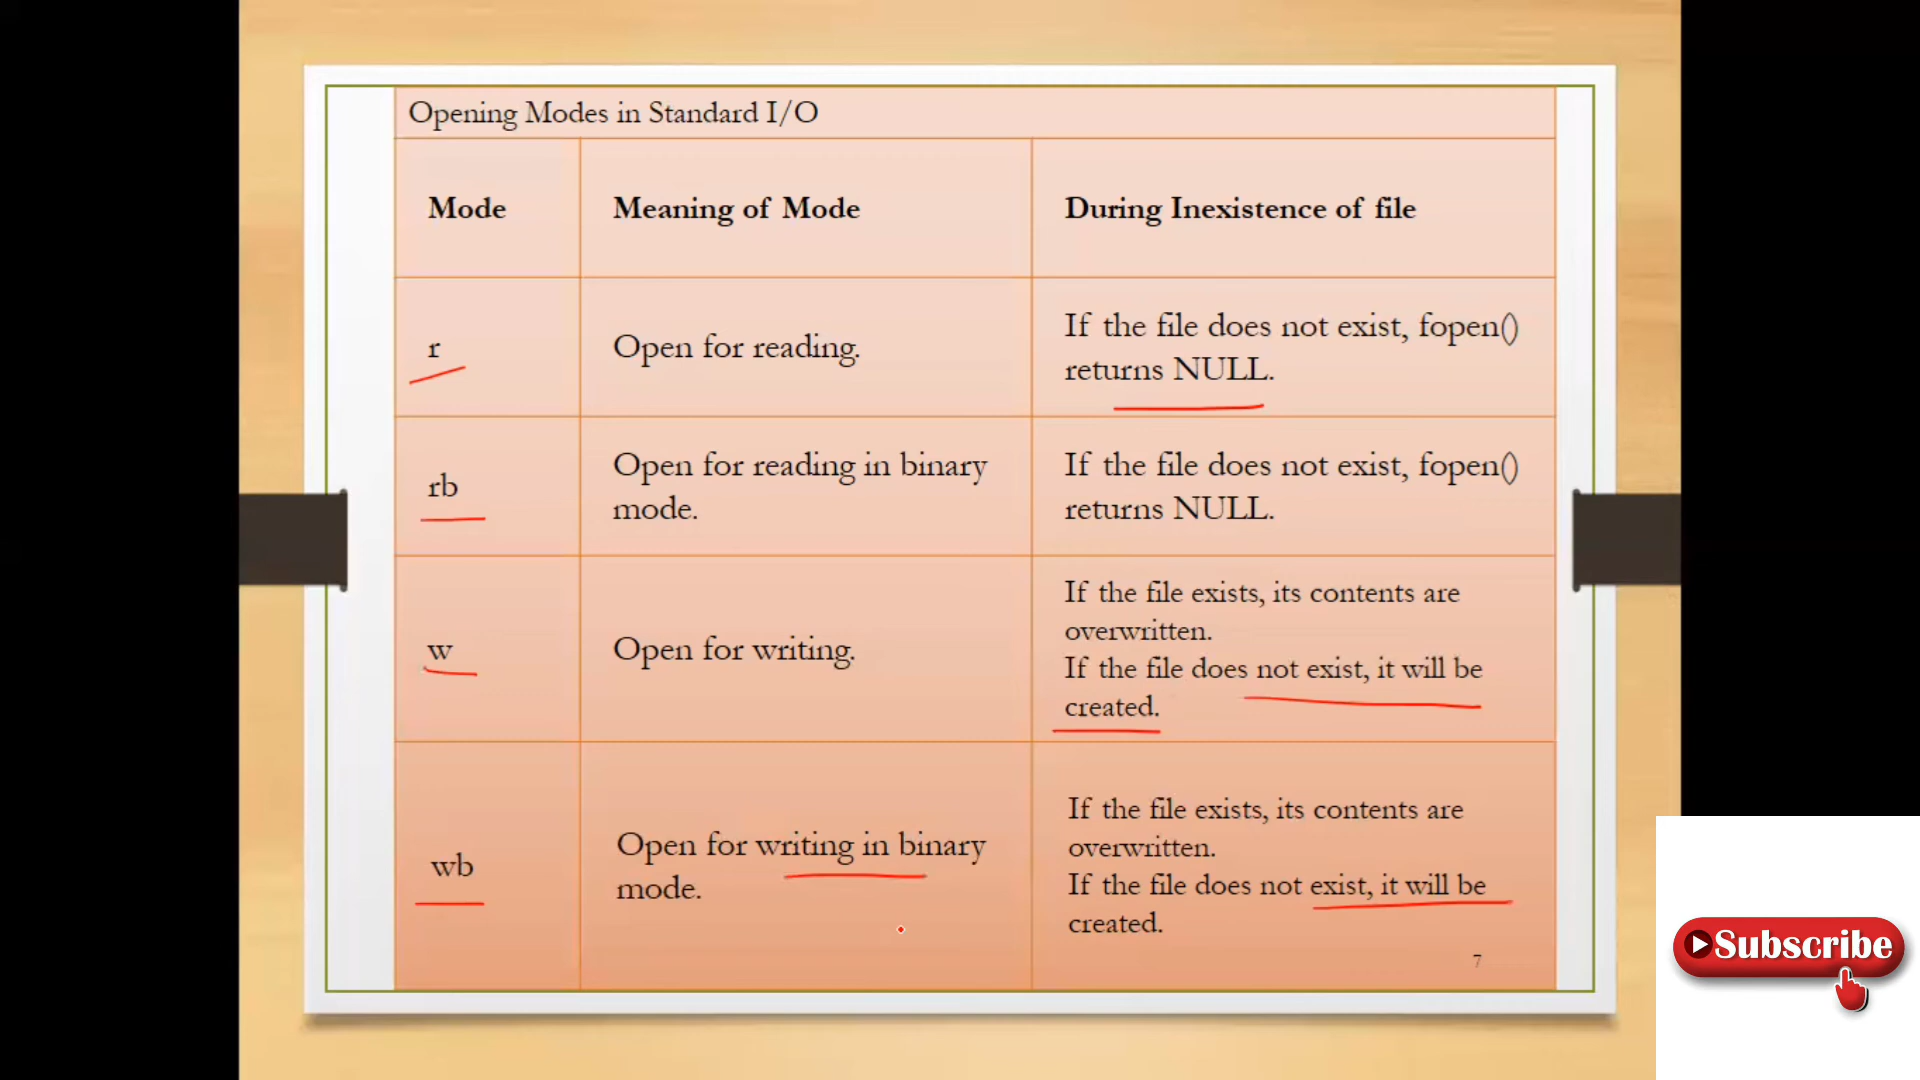 Opening Modes in Standard I/O
Mode
Meaning of Mode
During Inexistence of file
r
Open for reading.
If the file does not exist, fopen()
returns NULL.
rb
Open for reading in binary
mode.
If the file does not exist, fopen()
returns NULL.
w
Open for writing.
If the file exists, its contents are
overwritten.
If the file does not exist, it will be
created.
wb
Open for writing in binary
mode.
If the file exists, its contents are
overwritten.
If the file does not exist, it will be
created.
7
Subscribe